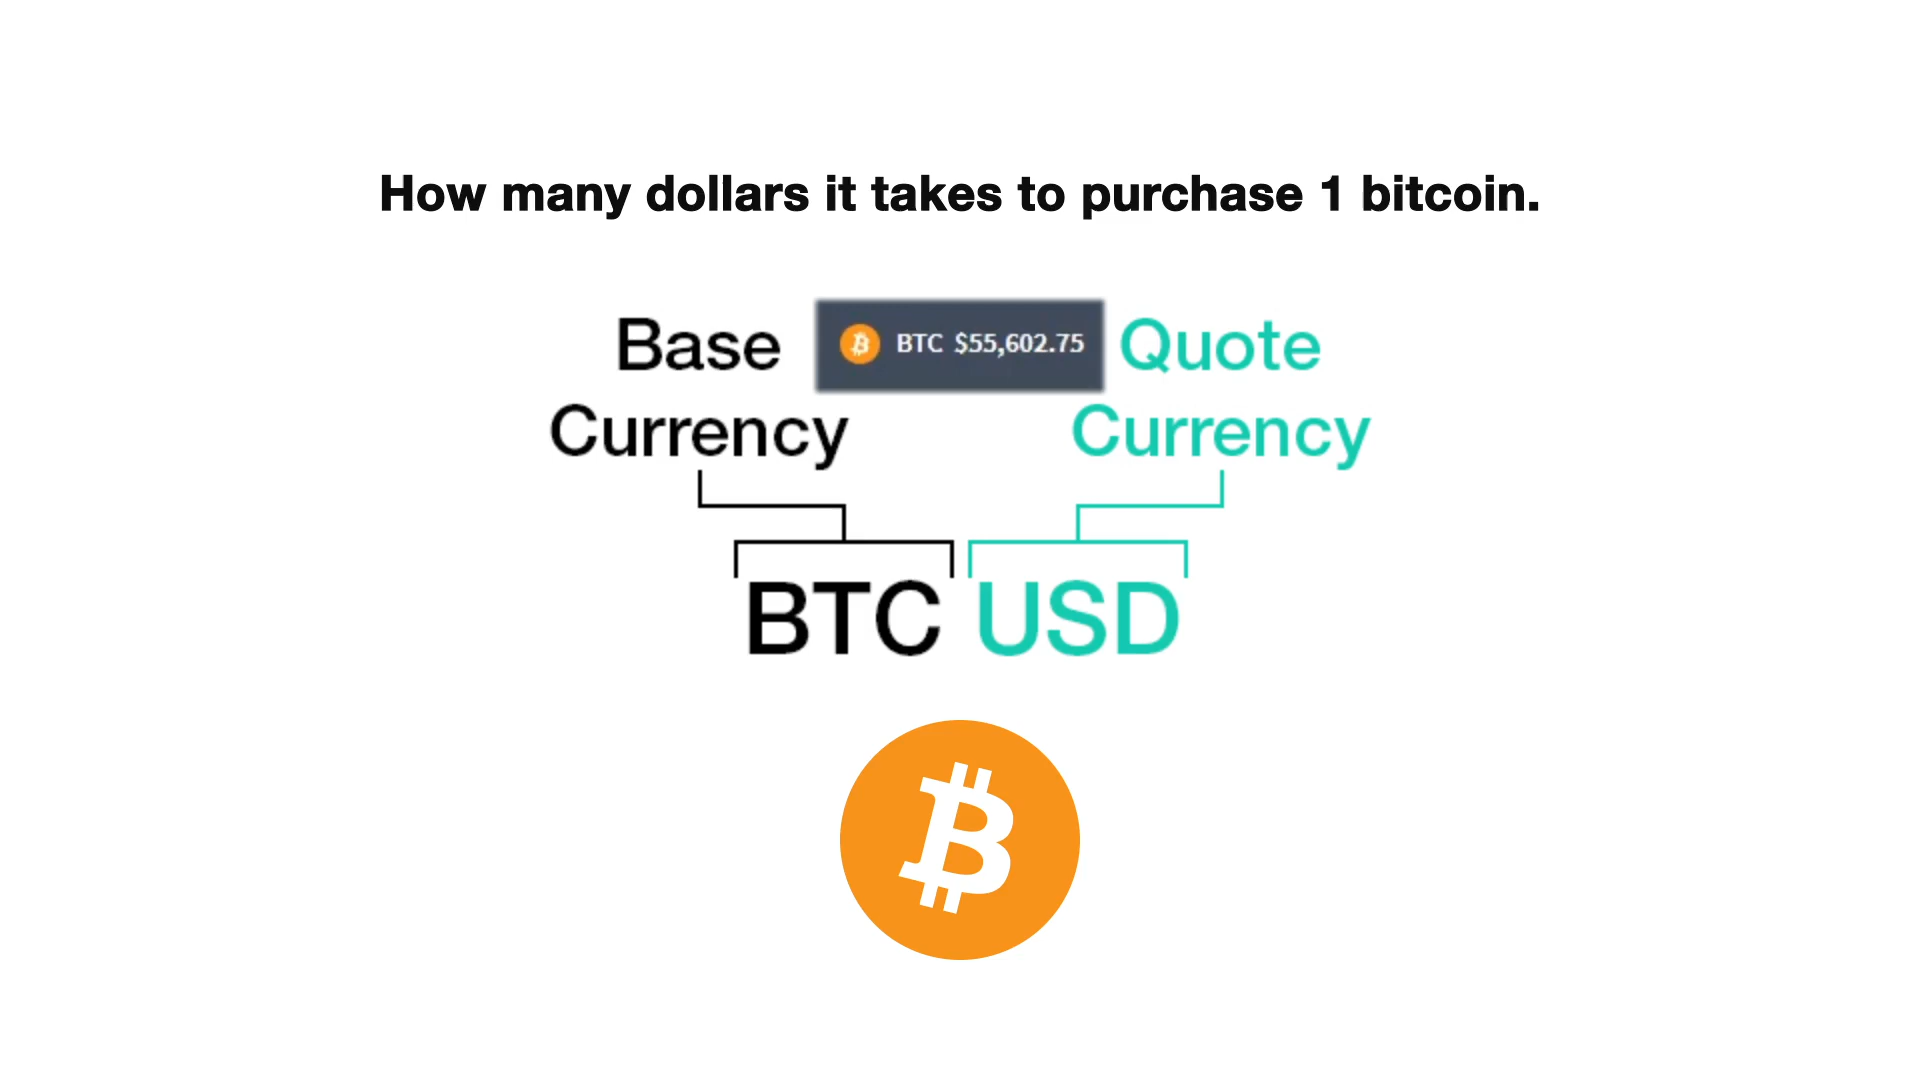 How many dollars it takes to purchase 1 bitcoin.
Base
Currency
BTC $55,602.75
Quote
Currency
BTC USD